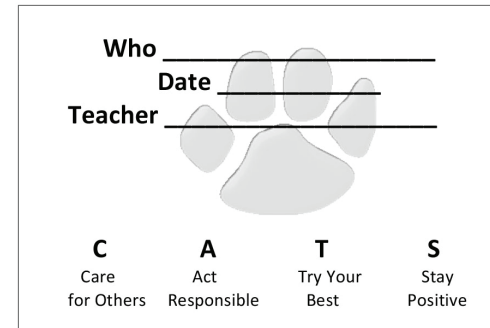 Who
Date
Teacher
C A T S
Care Act Try Your Stay
for Others Responsible Best Positive